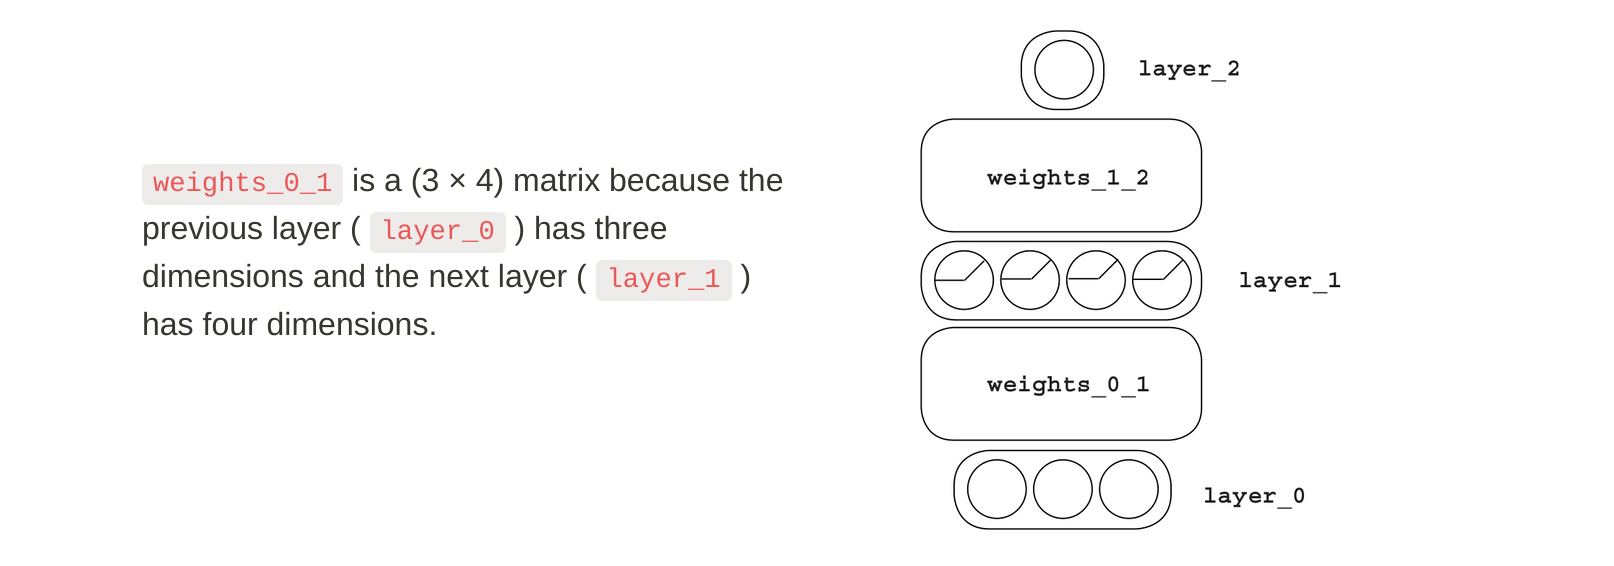 weights_0_1 is a (3 × 4) matrix because the
previous layer ( layer_0 ) has three
dimensions and the next layer ( layer_1 )
has four dimensions.
layer_2
weights_1_2
layer_1
weights_0_1
layer_0